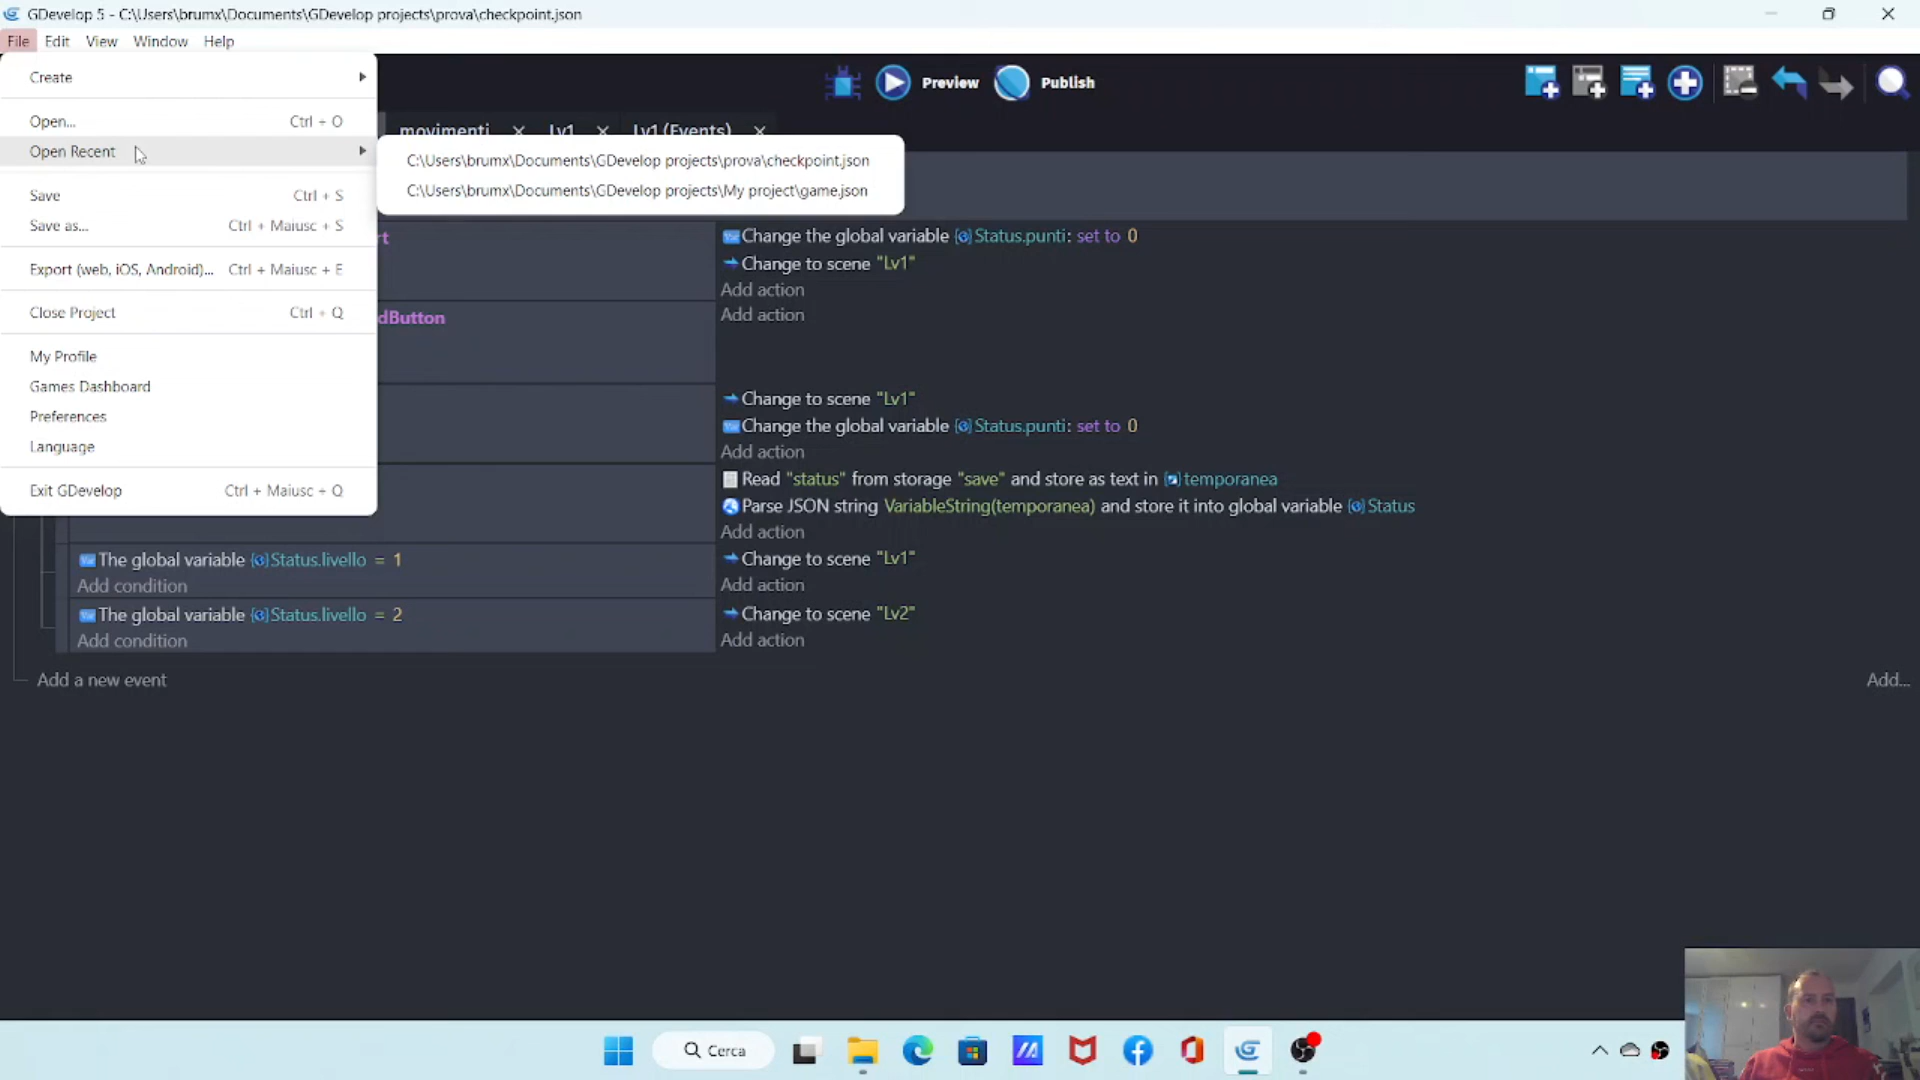 GDevelop 5 - C:\Users\brumx\Documents\GDevelop projects\prova\checkpoint.json
File Edit View Window Help
Create
Open... Ctrl + O
Open Recent
Save Ctrl + S
Save as... Ctrl + Maiusc + S
Export (web, iOS, Android)... Ctrl + Maiusc + E
Close Project Ctrl + Q
My Profile
Games Dashboard
Preferences
Language
Exit GDevelop Ctrl + Maiusc + Q
C:\Users\brumx\Documents\GDevelop projects\prova\checkpoint.json
C:\Users\brumx\Documents\GDevelop projects\My project\game.json
Preview Publish
movimenti Lv1 Lv1 (Events)
rt
Change the global variable Status.punti: set to 0
Change to scene "Lv1"
Add action
dButton
Add action
Change to scene "Lv1"
Change the global variable Status.punti: set to 0
Add action
Read "status" from storage "save" and store as text in temporanea
Parse JSON string VariableString(temporanea) and store it into global variable Status
Add action
The global variable Status.livello = 1
Add condition
Change to scene "Lv1"
Add action
The global variable Status.livello = 2
Add condition
Change to scene "Lv2"
Add action
Add a new event Add...
Cerca